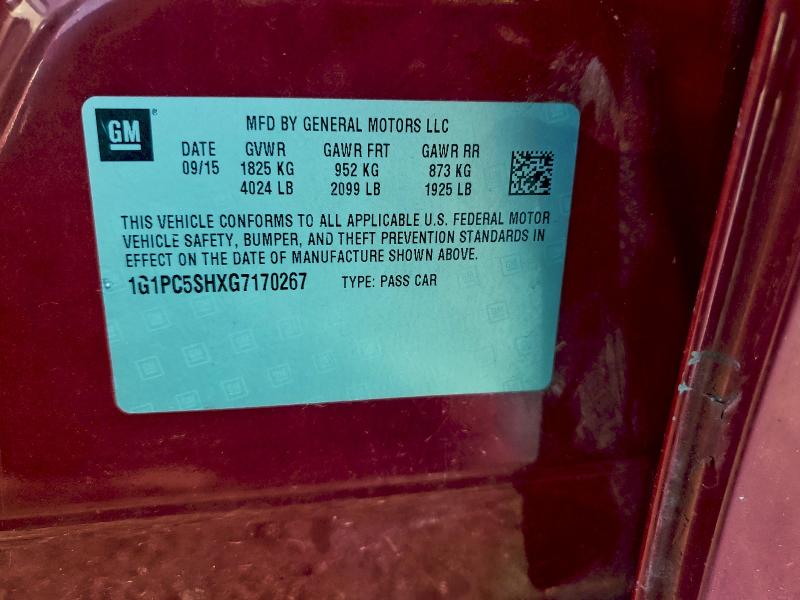 GM ®
MFD BY GENERAL MOTORS LLC
DATE GVWR GAWR FRT GAWR RR
09/15 1825 KG 952 KG 873 KG
4024 LB 2099 LB 1925 LB
THIS VEHICLE CONFORMS TO ALL APPLICABLE U.S. FEDERAL MOTOR
VEHICLE SAFETY, BUMPER, AND THEFT PREVENTION STANDARDS IN
EFFECT ON THE DATE OF MANUFACTURE SHOWN ABOVE.
1G1PC5SHXG7170267 TYPE: PASS CAR